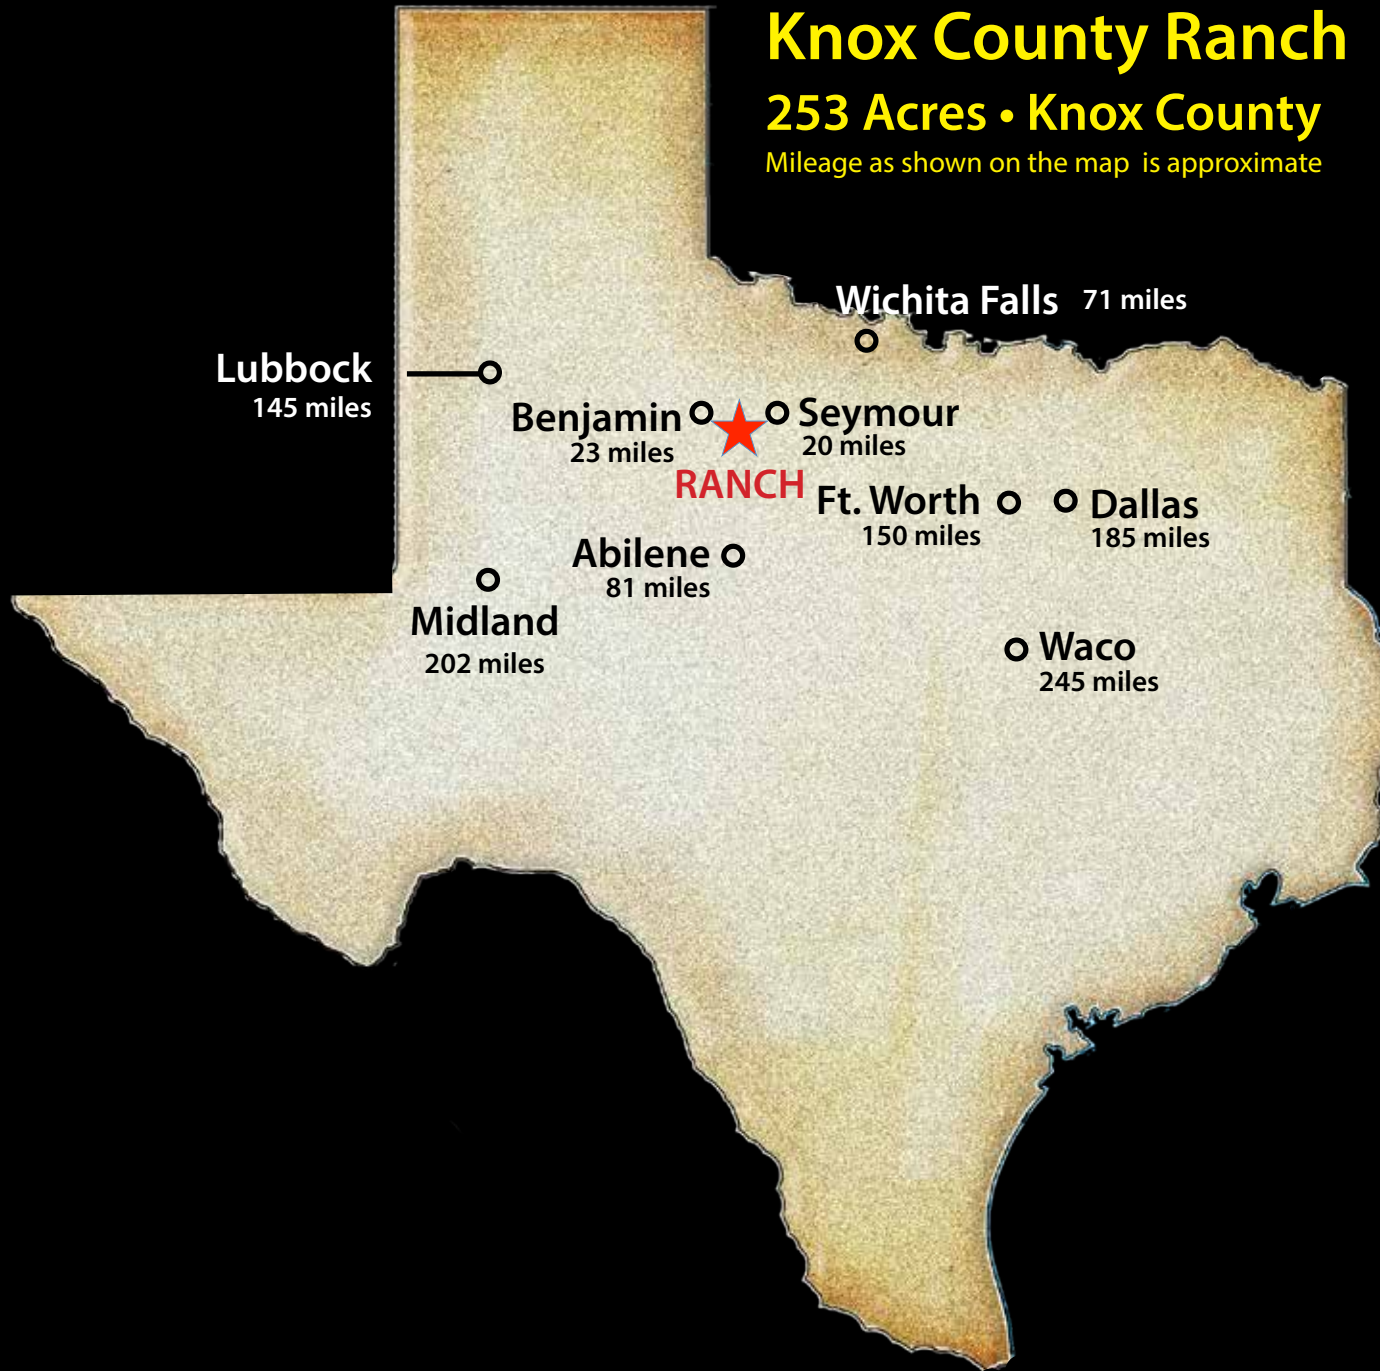 Knox County Ranch
253 Acres • Knox County
Mileage as shown on the map is approximate
Wichita Falls 71 miles
Lubbock
145 miles
Benjamin
23 miles
Seymour
20 miles
RANCH
Ft. Worth
150 miles
Dallas
185 miles
Abilene
81 miles
Midland
202 miles
Waco
245 miles